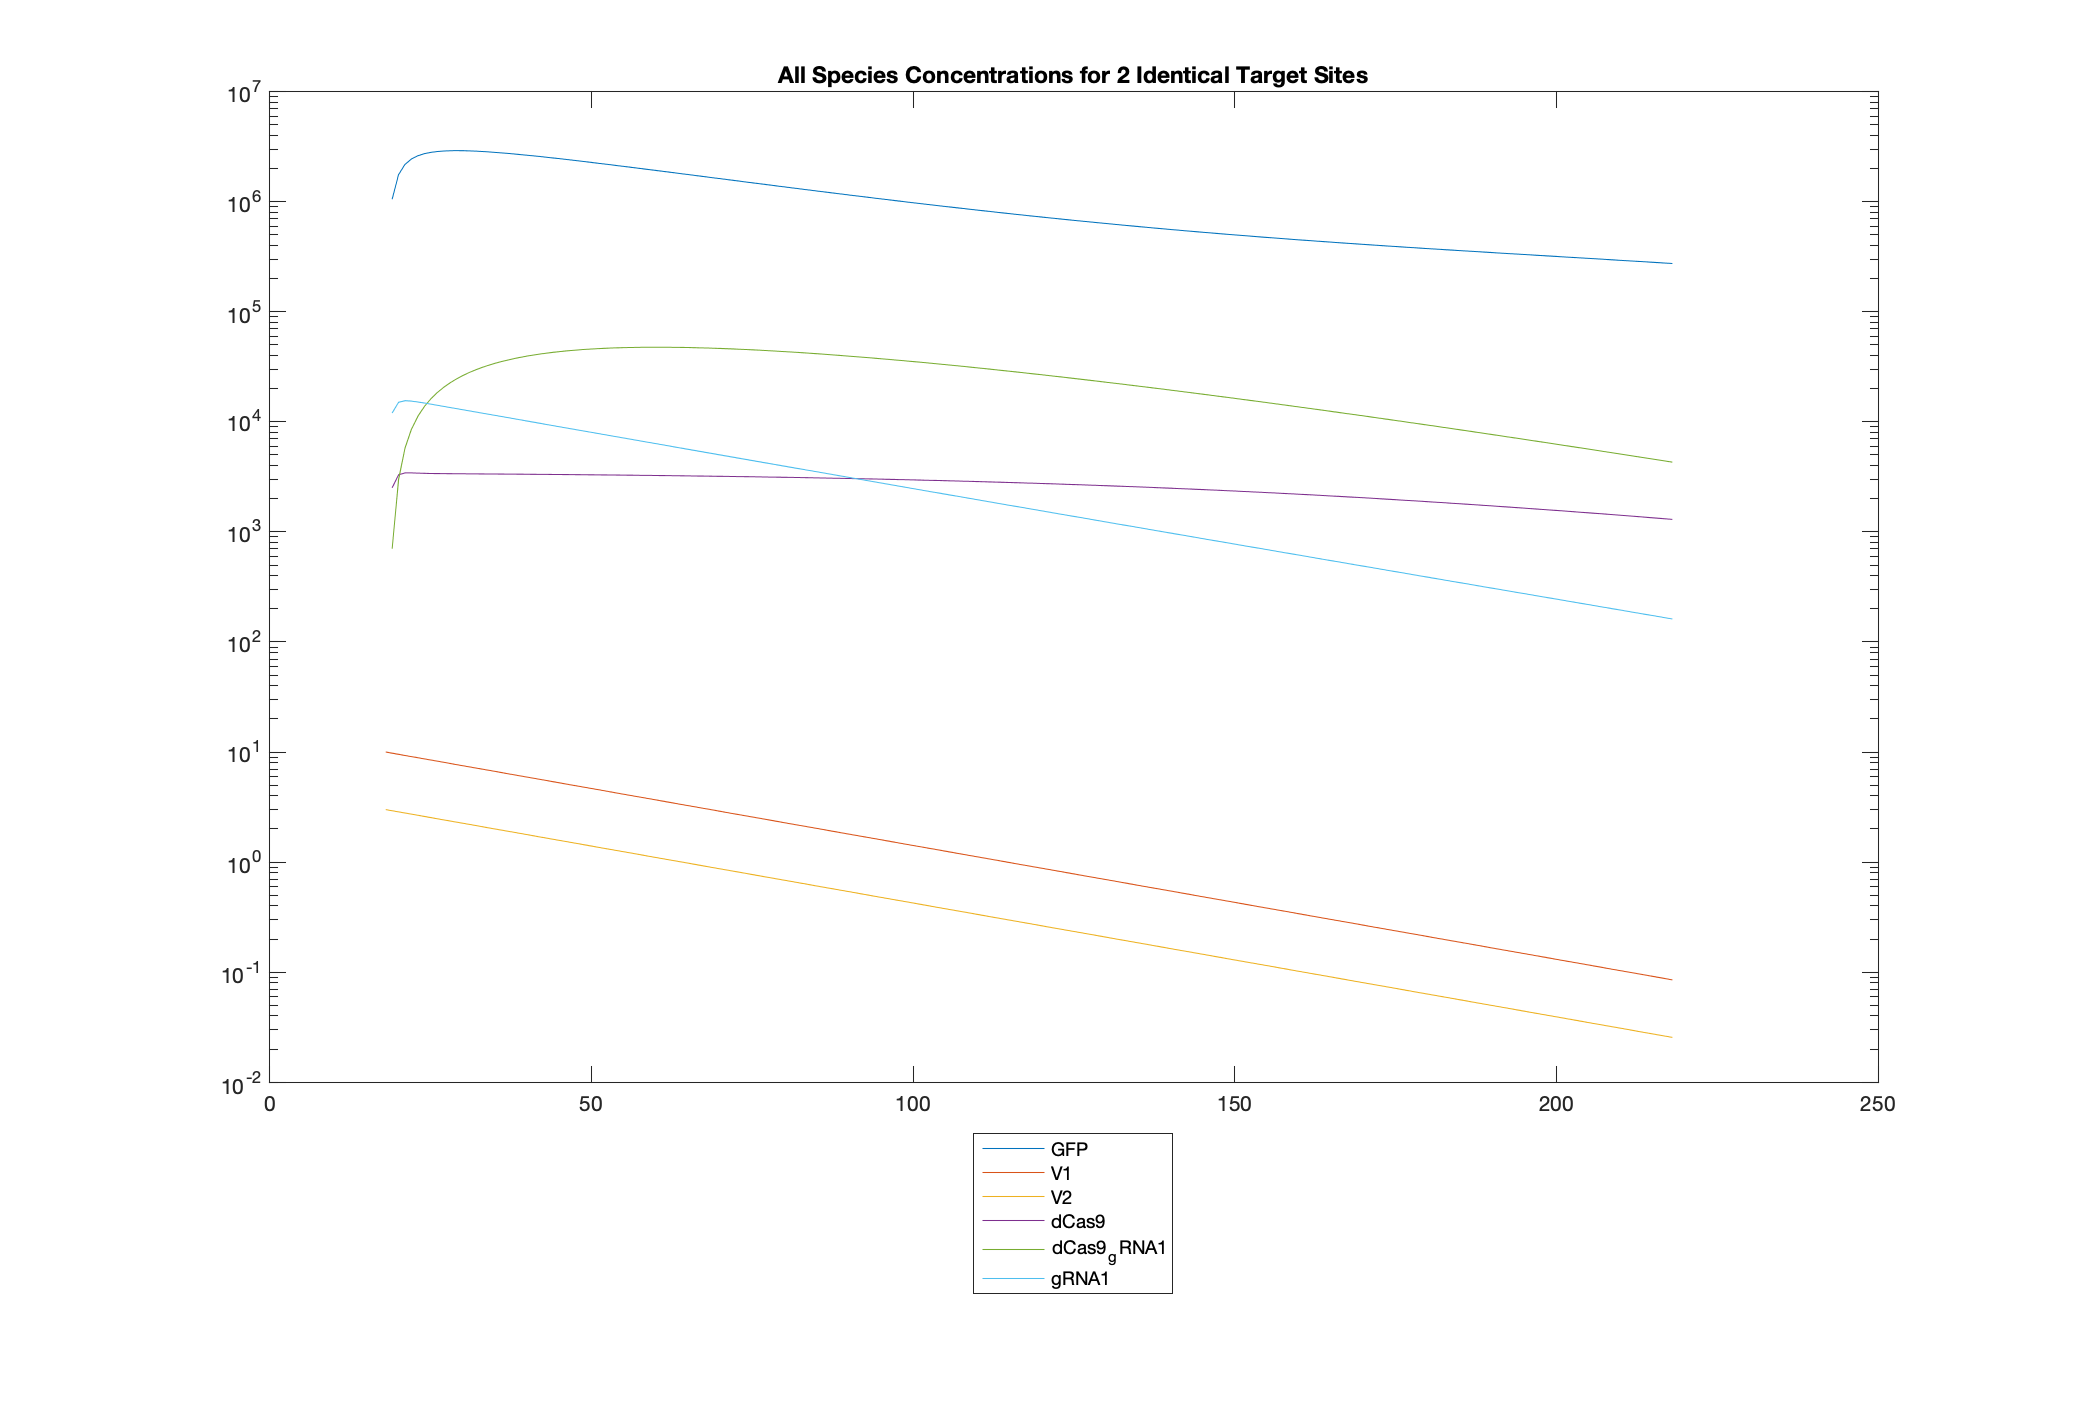 All Species Concentrations for 2 Identical Target Sites
10^7
10^6
10^5
10^4
10^3
10^2
10^1
10^0
10^-1
10^-2
0 50 100 150 200 250
GFP
V1
V2
dCas9
dCas9_gRNA1
gRNA1